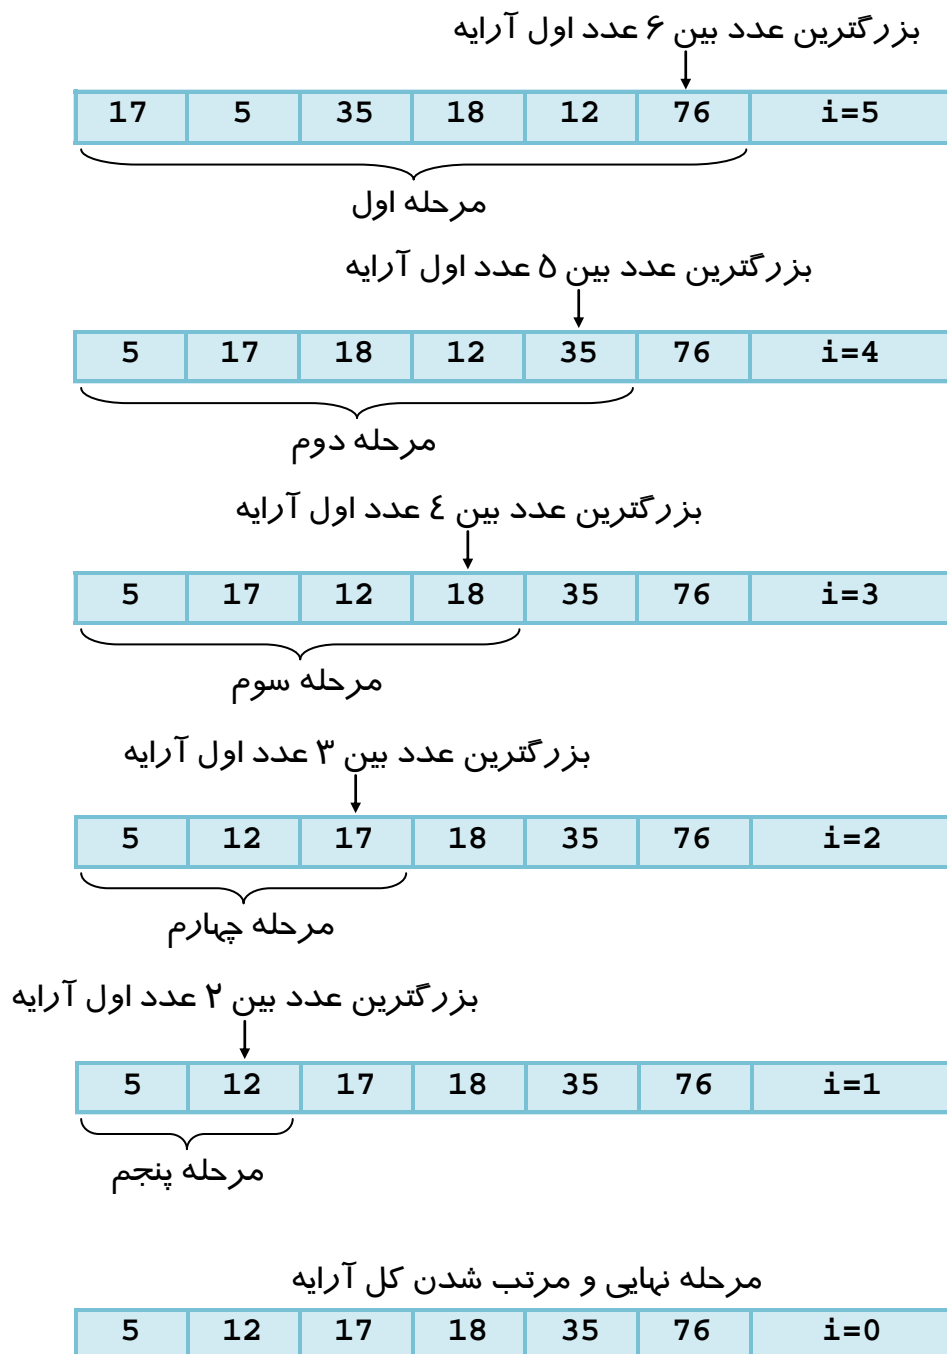 بزرگترین عدد بین ۶ عدد اول آرایه
17 5 35 18 12 76 i=5
مرحله اول
بزرگترین عدد بین ۵ عدد اول آرایه
5 17 18 12 35 76 i=4
مرحله دوم
بزرگترین عدد بین ٤ عدد اول آرایه
5 17 12 18 35 76 i=3
مرحله سوم
بزرگترین عدد بین ۳ عدد اول آرایه
5 12 17 18 35 76 i=2
مرحله چهارم
بزرگترین عدد بین ۲ عدد اول آرایه
5 12 17 18 35 76 i=1
مرحله پنجم
مرحله نهایی و مرتب شدن کل آرایه
5 12 17 18 35 76 i=0